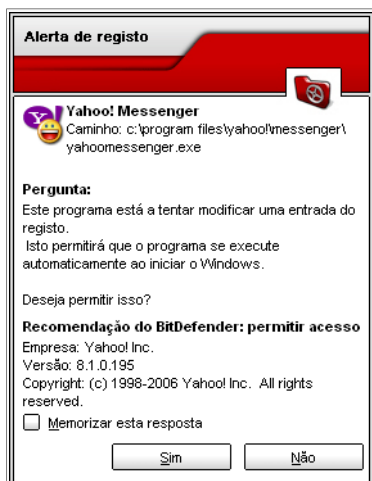 Alerta de registo
Yahoo! Messenger
Caminho: c:\program files\yahoo!\messenger\
yahoomessenger.exe
Pergunta:
Este programa está a tentar modificar uma entrada do
registo.
Isto permitirá que o programa se execute
automaticamente ao iniciar o Windows.
Deseja permitir isso?
Recomendação do BitDefender: permitir acesso
Empresa: Yahoo! Inc.
Versão: 8.1.0.195
Copyright: (c) 1998-2006 Yahoo! Inc. All rights
reserved.
Memorizar esta resposta
Sim Não